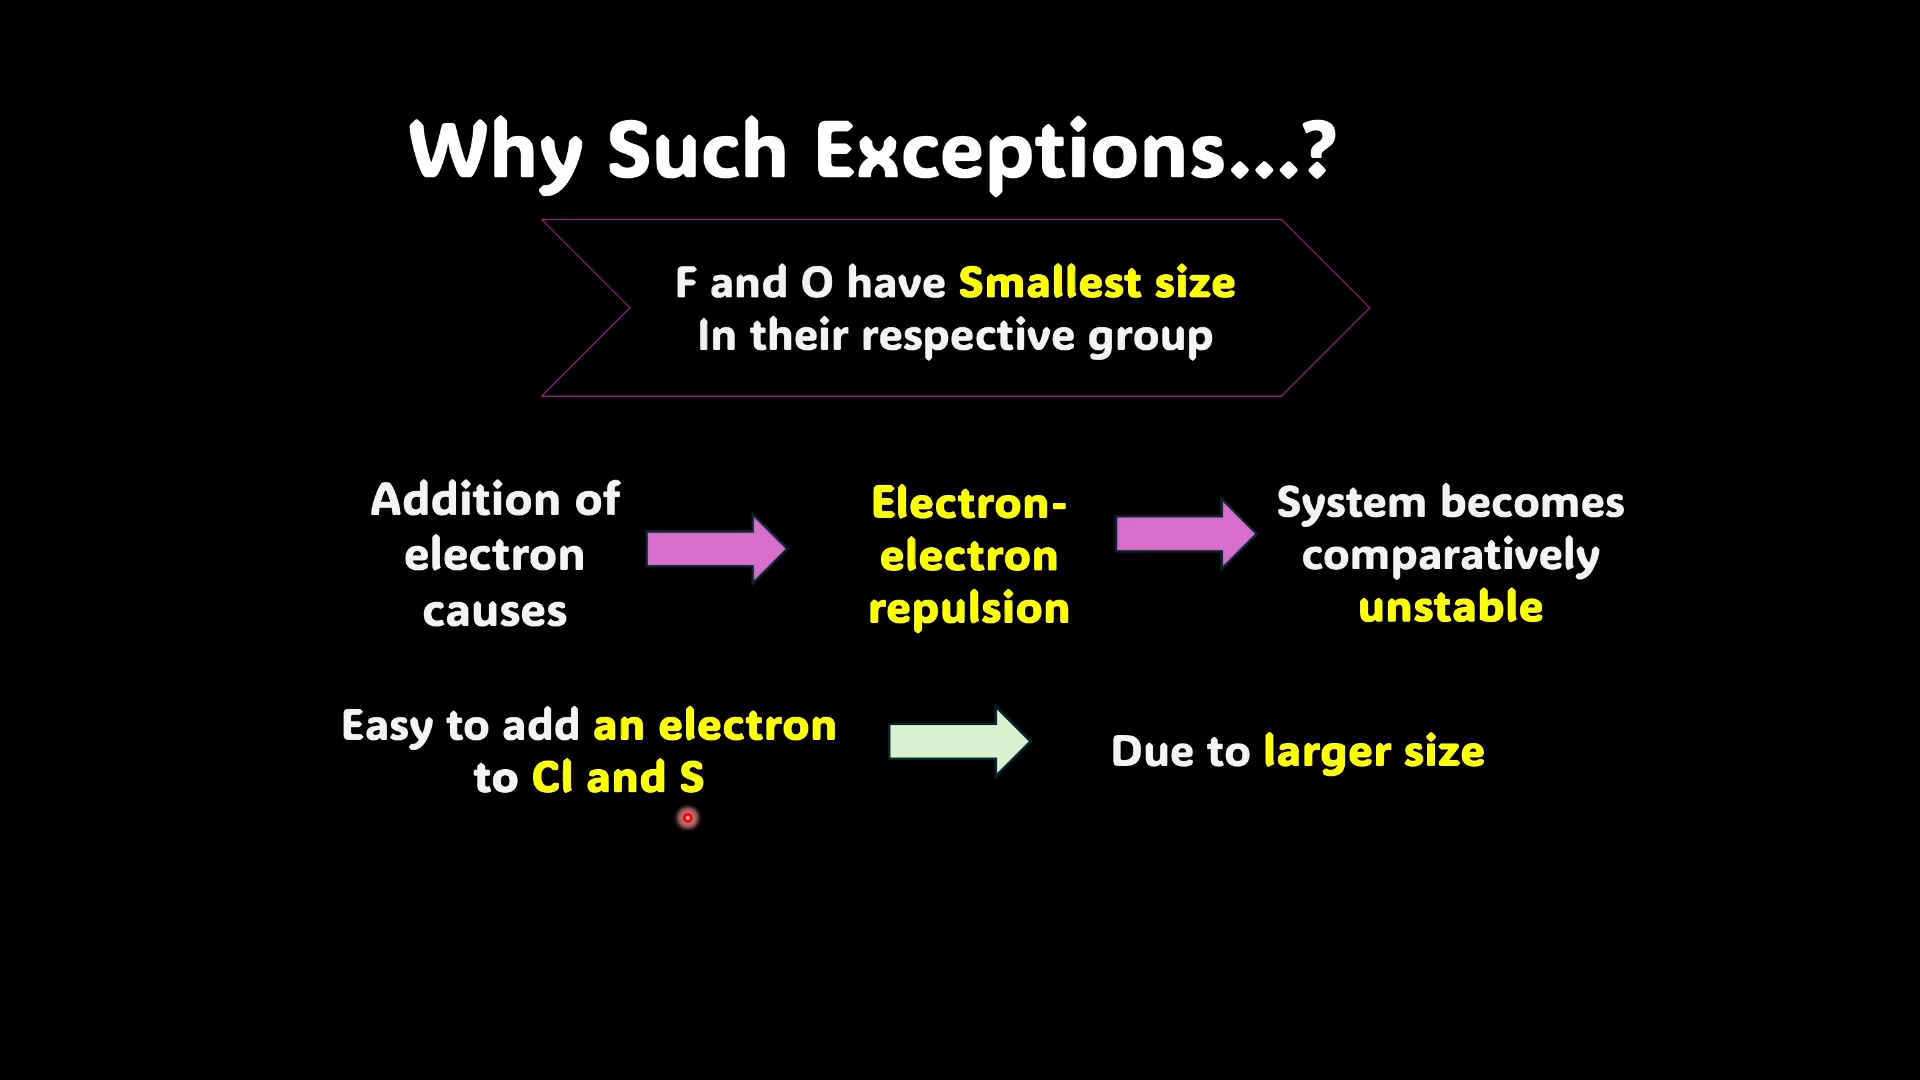 Why Such Exceptions...?
F and O have Smallest size
In their respective group
Addition of
electron
causes
Electron-
electron
repulsion
System becomes
comparatively
unstable
Easy to add an electron
to Cl and S
Due to larger size